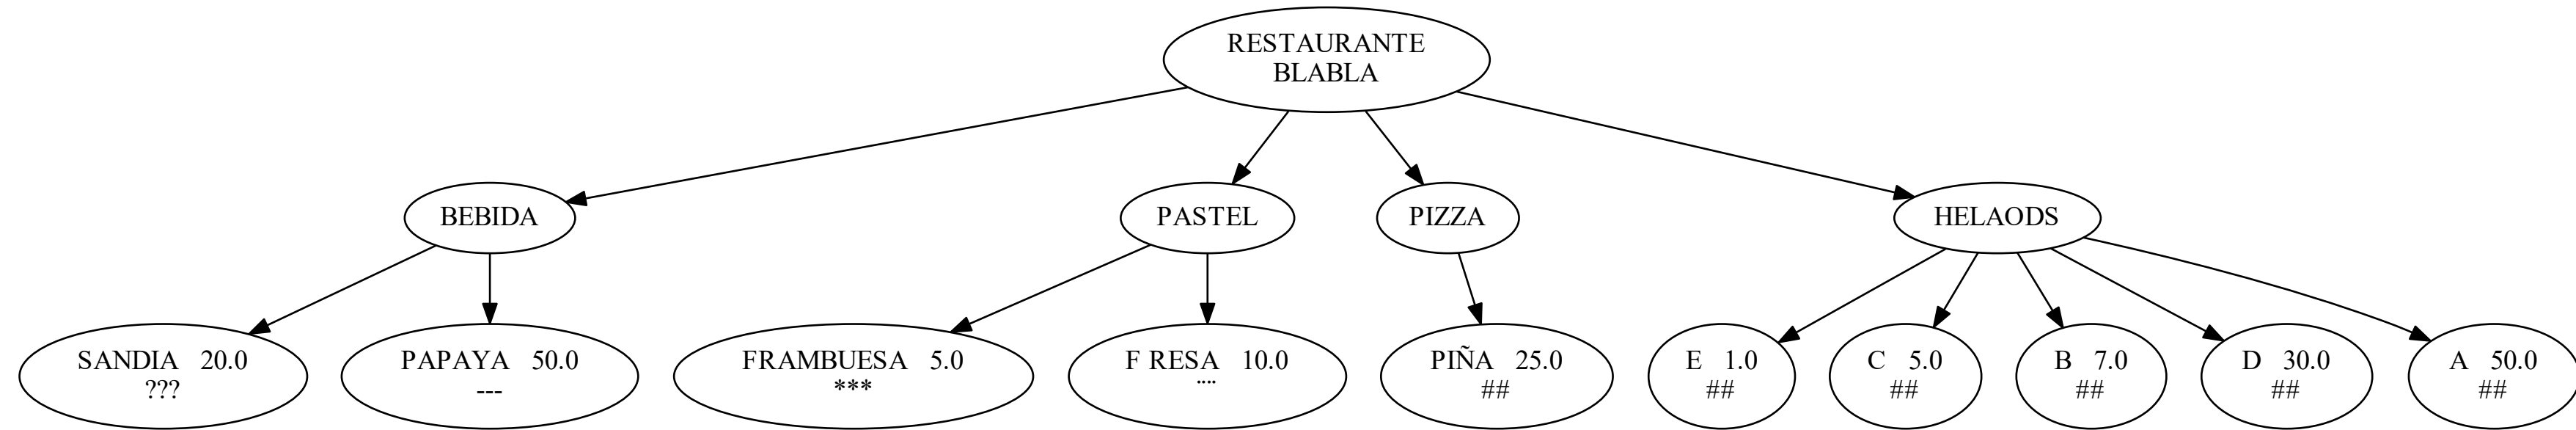 RESTAURANTE
BLABLA
BEBIDA
PASTEL
PIZZA
HELAODS
SANDIA 20.0
???
PAPAYA 50.0
---
FRAMBUESA 5.0
***
F RESA 10.0
¨¨
PIÑA 25.0
##
E 1.0
##
C 5.0
##
B 7.0
##
D 30.0
##
A 50.0
##